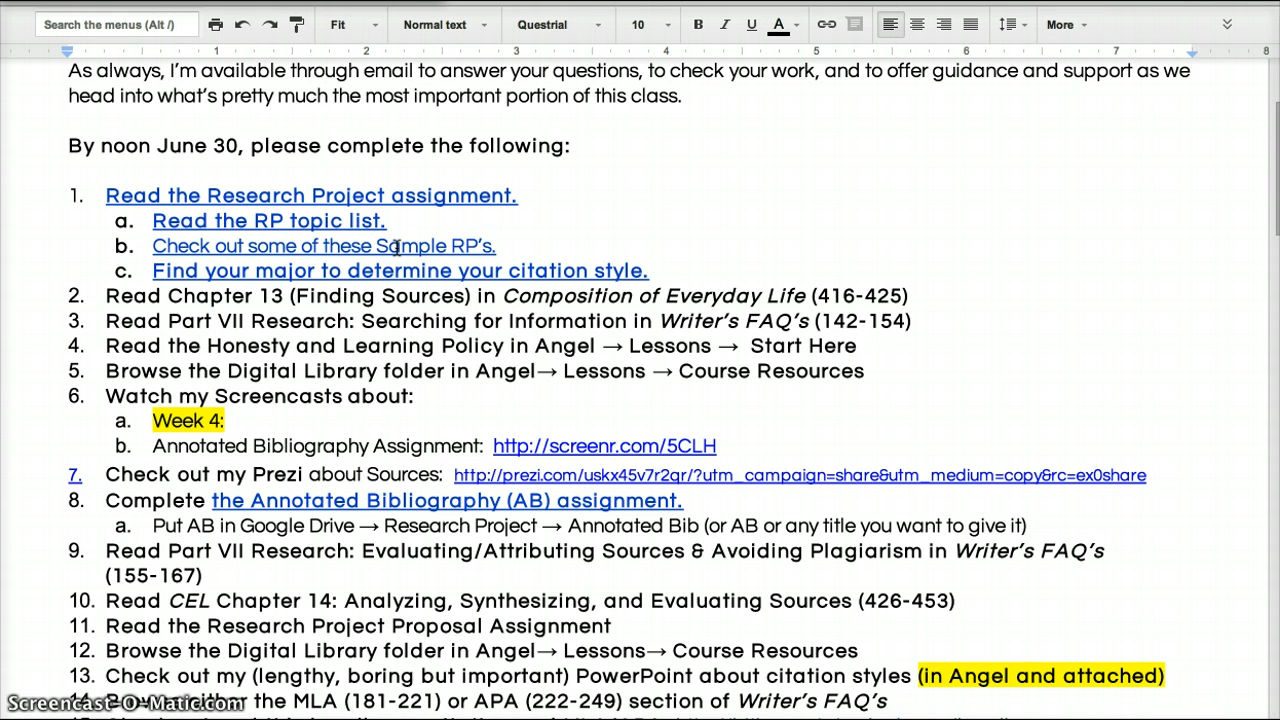 Search the menus (Alt /) Fit Normal text Questrial 10 B I U A More
1 2 3 4 5 6 7 8
As always, I'm available through email to answer your questions, to check your work, and to offer guidance and support as we
head into what's pretty much the most important portion of this class.
By noon June 30, please complete the following:
1. Read the Research Project assignment.
a. Read the RP topic list.
b. Check out some of these Sample RP's.
c. Find your major to determine your citation style.
2. Read Chapter 13 (Finding Sources) in Composition of Everyday Life (416-425)
3. Read Part VII Research: Searching for Information in Writer's FAQ's (142-154)
4. Read the Honesty and Learning Policy in Angel → Lessons → Start Here
5. Browse the Digital Library folder in Angel→ Lessons → Course Resources
6. Watch my Screencasts about:
a. Week 4:
b. Annotated Bibliography Assignment: http://screenr.com/5CLH
7. Check out my Prezi about Sources: http://prezi.com/uskx45v7r2qr/?utm_campaign=share&utm_medium=copy&rc=ex0share
8. Complete the Annotated Bibliography (AB) assignment.
a. Put AB in Google Drive → Research Project → Annotated Bib (or AB or any title you want to give it)
9. Read Part VII Research: Evaluating/Attributing Sources & Avoiding Plagiarism in Writer's FAQ's
(155-167)
10. Read CEL Chapter 14: Analyzing, Synthesizing, and Evaluating Sources (426-453)
11. Read the Research Project Proposal Assignment
12. Browse the Digital Library folder in Angel→ Lessons→ Course Resources
13. Check out my (lengthy, boring but important) PowerPoint about citation styles (in Angel and attached)
the MLA (181-221) or APA (222-249) section of Writer's FAQ's
Screencast-O-Matic.com